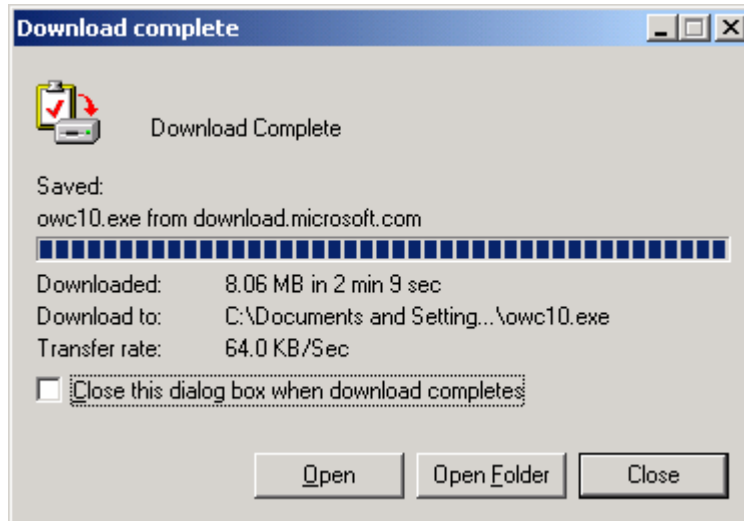 Download complete
Download Complete
Saved:
owc10.exe from download.microsoft.com
Downloaded: 8.06 MB in 2 min 9 sec
Download to: C:\Documents and Setting...\owc10.exe
Transfer rate: 64.0 KB/Sec
Close this dialog box when download completes
Open Open Folder Close